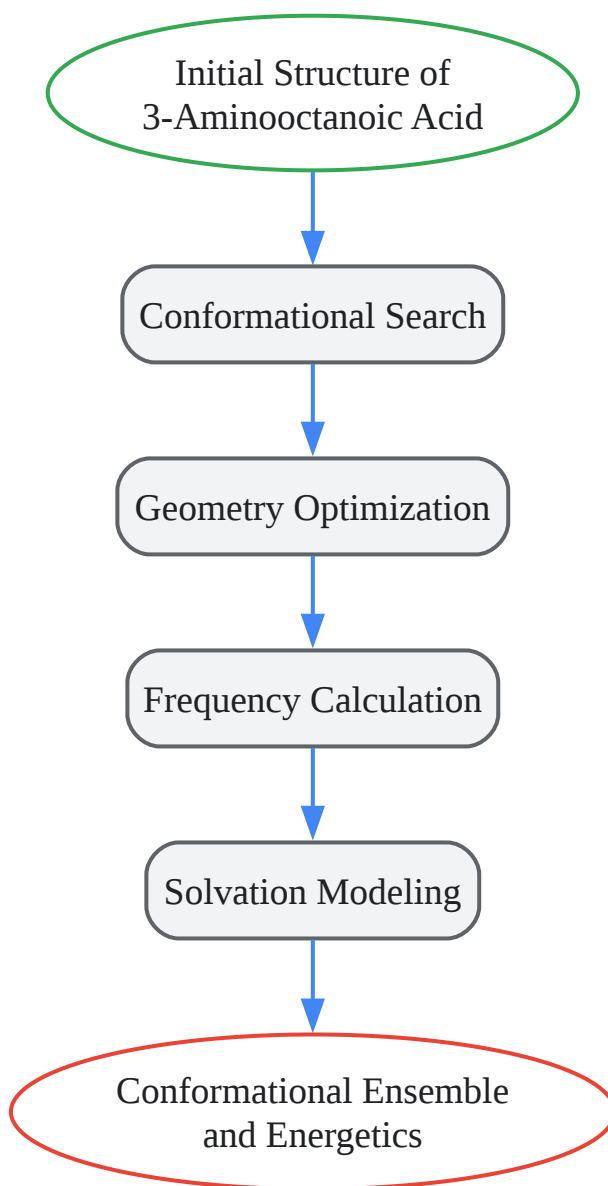 Initial Structure of
3-Aminooctanoic Acid
Conformational Search
Geometry Optimization
Frequency Calculation
Solvation Modeling
Conformational Ensemble
and Energetics